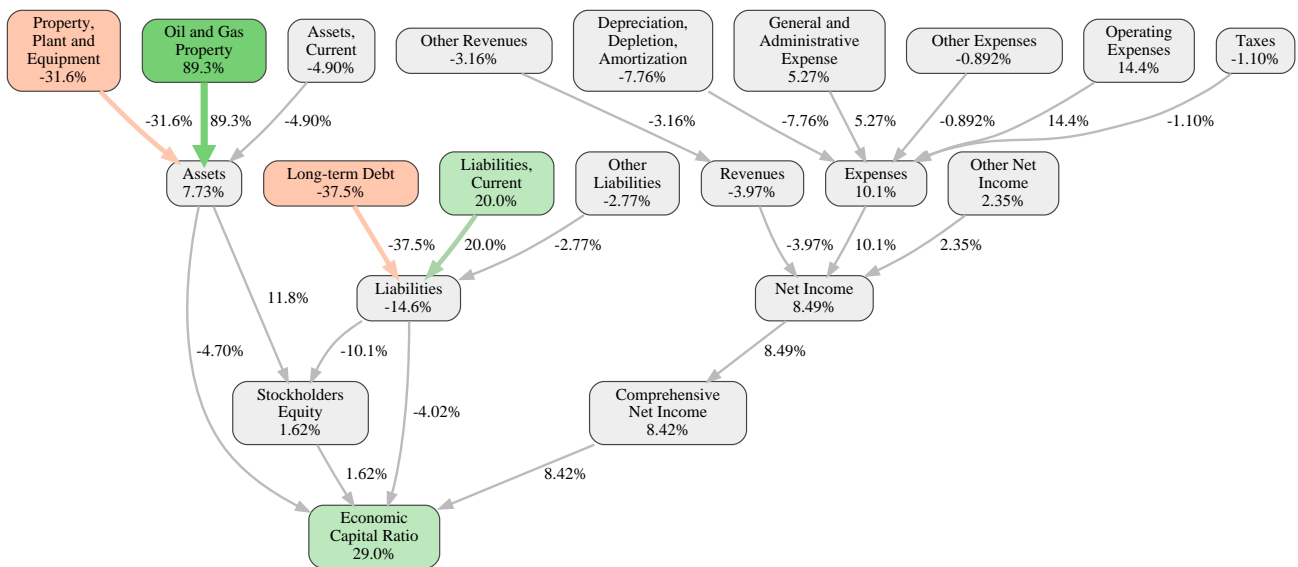 Property,
Plant and
Equipment
-31.6%
Oil and Gas
Property
89.3%
Assets,
Current
-4.90%
Other Revenues
-3.16%
Depreciation,
Depletion,
Amortization
-7.76%
General and
Administrative
Expense
5.27%
Other Expenses
-0.892%
Operating
Expenses
14.4%
Taxes
-1.10%
-31.6%
89.3%
-4.90%
-3.16%
-7.76%
5.27%
-0.892%
14.4%
-1.10%
Assets
7.73%
Long-term Debt
-37.5%
Liabilities,
Current
20.0%
Other
Liabilities
-2.77%
Revenues
-3.97%
Expenses
10.1%
Other Net
Income
2.35%
-37.5%
20.0%
-2.77%
-3.97%
10.1%
2.35%
Liabilities
-14.6%
Net Income
8.49%
11.8%
-4.70%
-10.1%
-4.02%
8.49%
Stockholders
Equity
1.62%
Comprehensive
Net Income
8.42%
1.62%
8.42%
Economic
Capital Ratio
29.0%